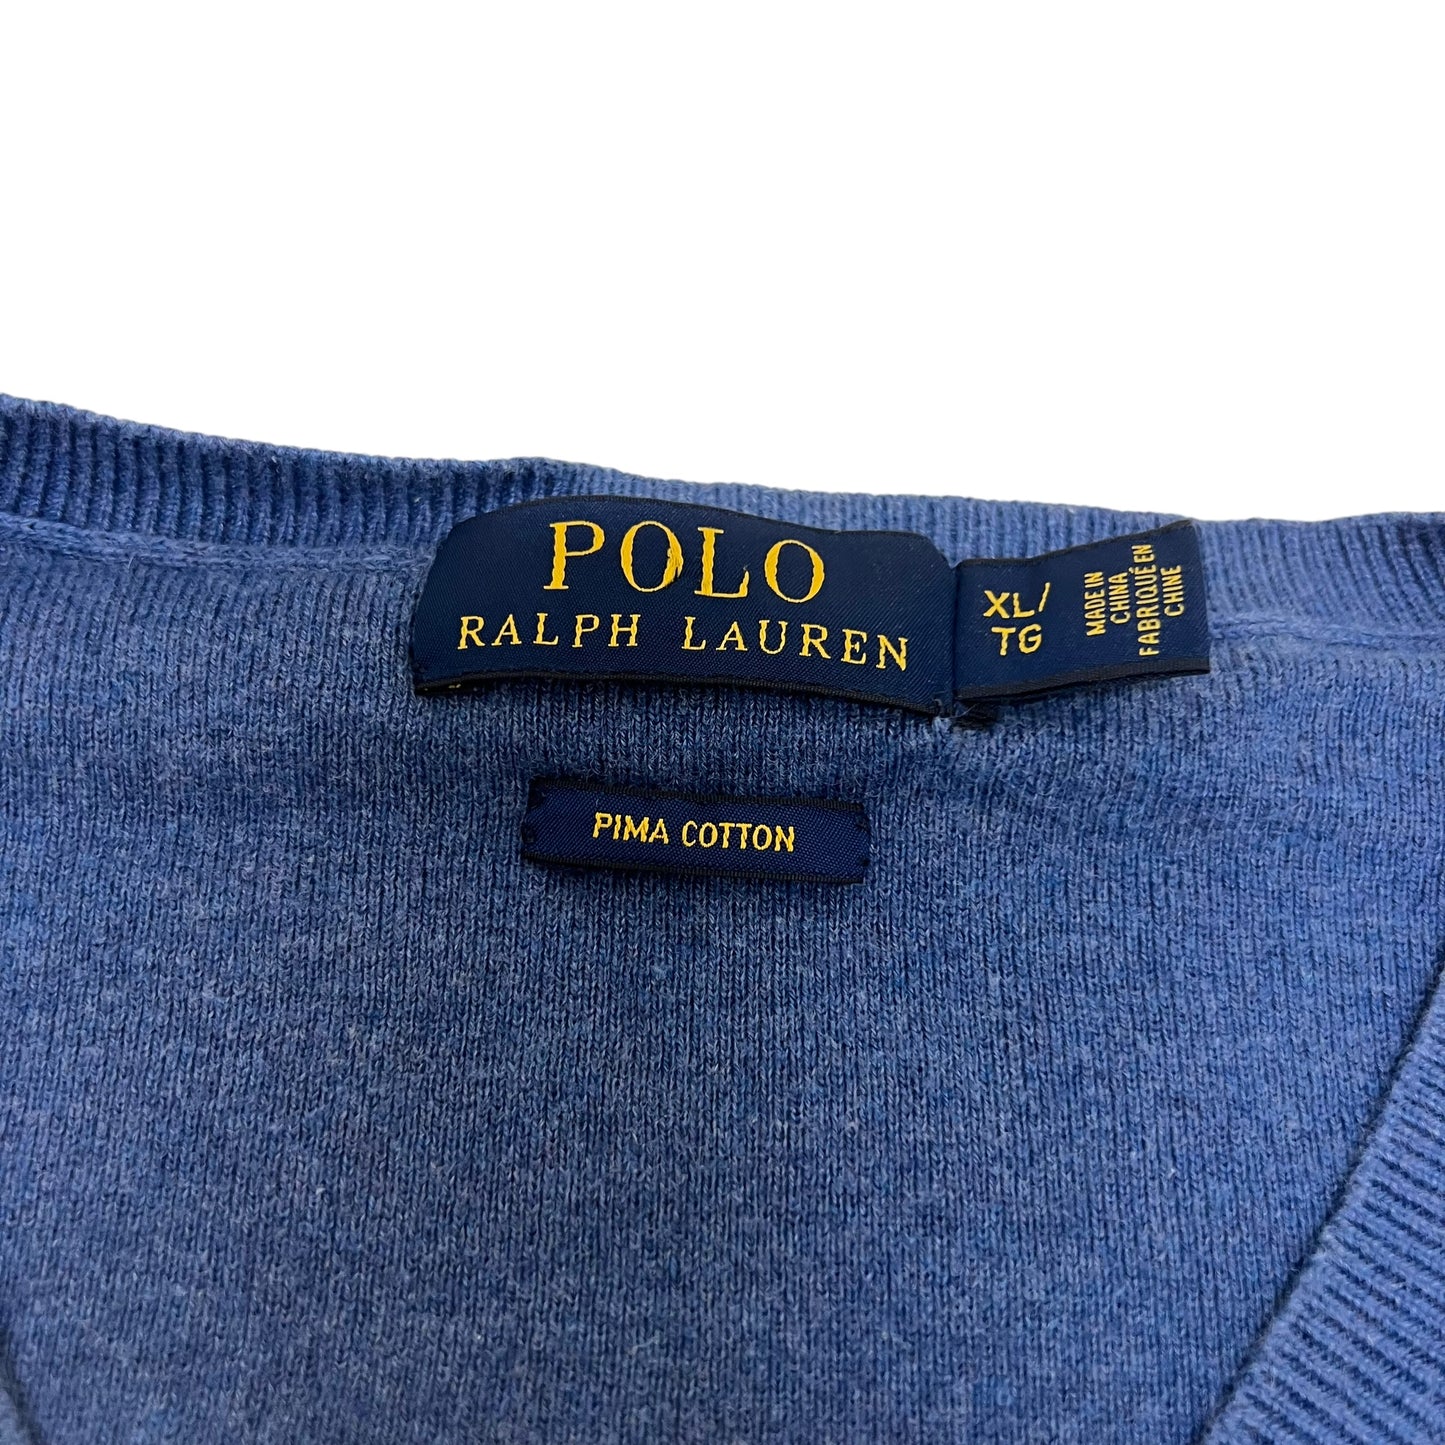 POLO
RALPH LAUREN
XL/
TG
MADE IN
CHINA
FABRIQUÉ EN
CHINE
PIMA COTTON